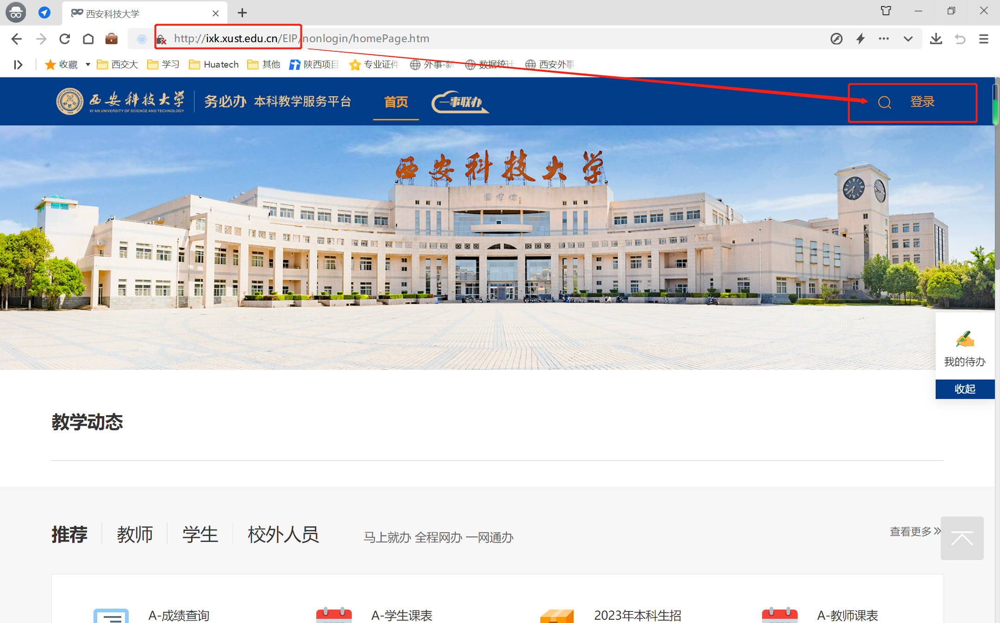 西安科技大学
http://ixk.xust.edu.cn/EIP/nonlogin/homePage.htm
收藏 西交大 学习 Huatech 其他 陕西项目 专业证件 外事-新 数据统计 西安外事
西安科技大学 务必办 本科教学服务平台 首页 一事联办 登录
XI'AN UNIVERSITY OF SCIENCE AND TECHNOLOGY
西安科技大学
图书馆
我的待办
收起
教学动态
推荐 教师 学生 校外人员 马上就办 全程网办 一网通办 查看更多
A-成绩查询 A-学生课表 2023年本科生招 A-教师课表